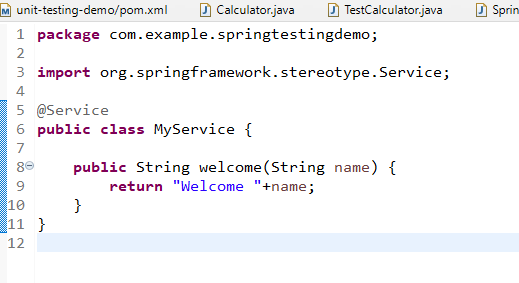 unit-testing-demo/pom.xml Calculator.java TestCalculator.java Sprin
1 package com.example.springtestingdemo;
2
3 import org.springframework.stereotype.Service;
4
5 @Service
6 public class MyService {
7
8 public String welcome(String name) {
9 return "Welcome "+name;
10 }
11 }
12